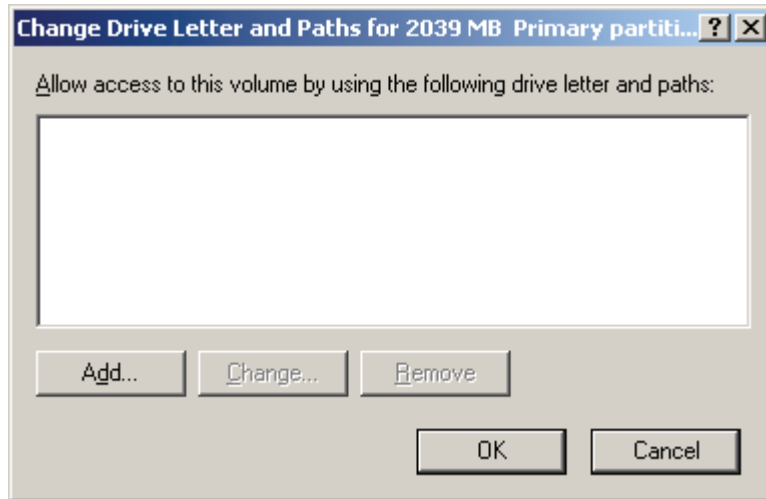 Change Drive Letter and Paths for 2039 MB Primary partiti...
Allow access to this volume by using the following drive letter and paths:
Add... Change... Remove
OK Cancel